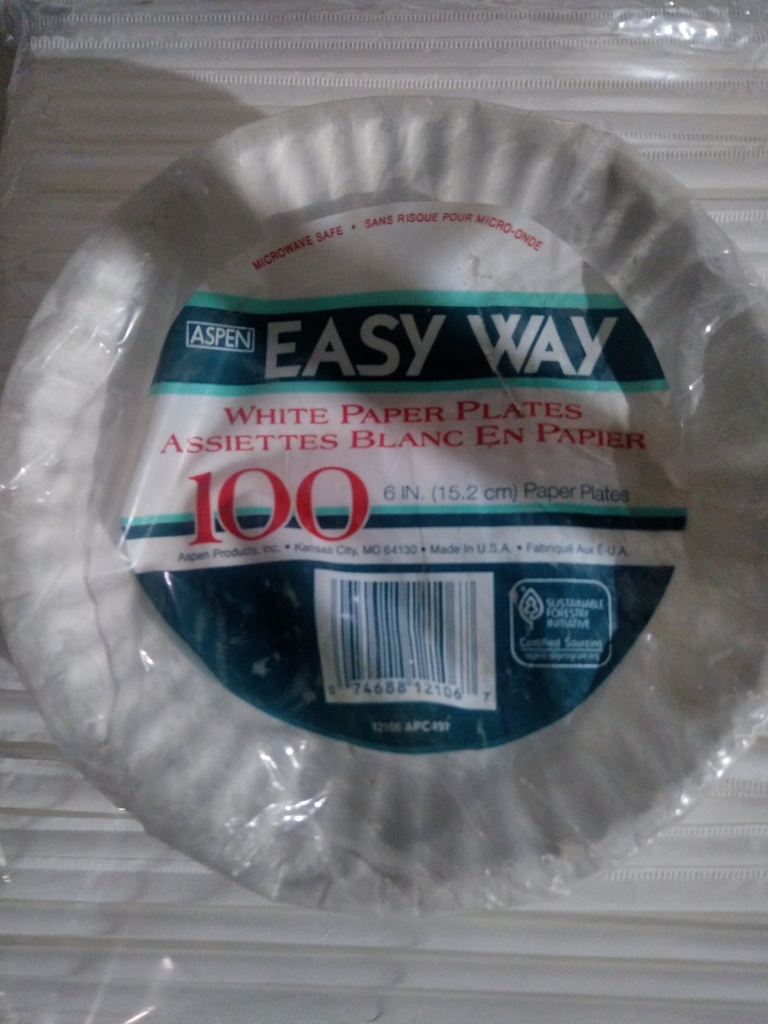 MICROWAVE SAFE • SANS RISQUE POUR MICRO-ONDE
ASPEN EASY WAY
WHITE PAPER PLATES
ASSIETTES BLANC EN PAPIER
100 6 IN. (15.2 cm) Paper Plates
Aspen Products, Inc. • Kansas City, MO 64130 • Made in U.S.A. • Fabriqué Aux É-U.A.
SUSTAINABLE
FORESTRY
INITIATIVE
Certified Sourcing
0 74688 12106 7
12106 APC497